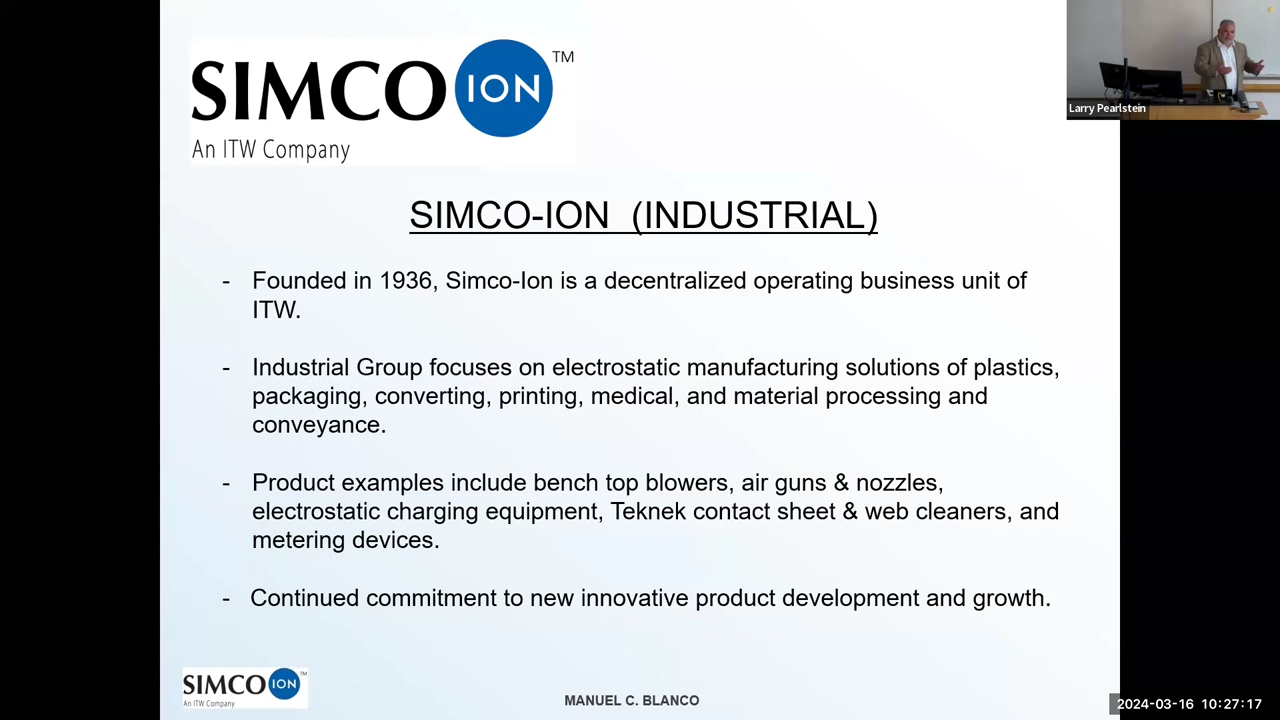 SIMCO ION ™
An ITW Company
Larry Pearlstein
SIMCO-ION (INDUSTRIAL)
- Founded in 1936, Simco-Ion is a decentralized operating business unit of
ITW.
- Industrial Group focuses on electrostatic manufacturing solutions of plastics,
packaging, converting, printing, medical, and material processing and
conveyance.
- Product examples include bench top blowers, air guns & nozzles,
electrostatic charging equipment, Teknek contact sheet & web cleaners, and
metering devices.
- Continued commitment to new innovative product development and growth.
SIMCO ION ™
An ITW Company
MANUEL C. BLANCO
2024-03-16 10:27:17